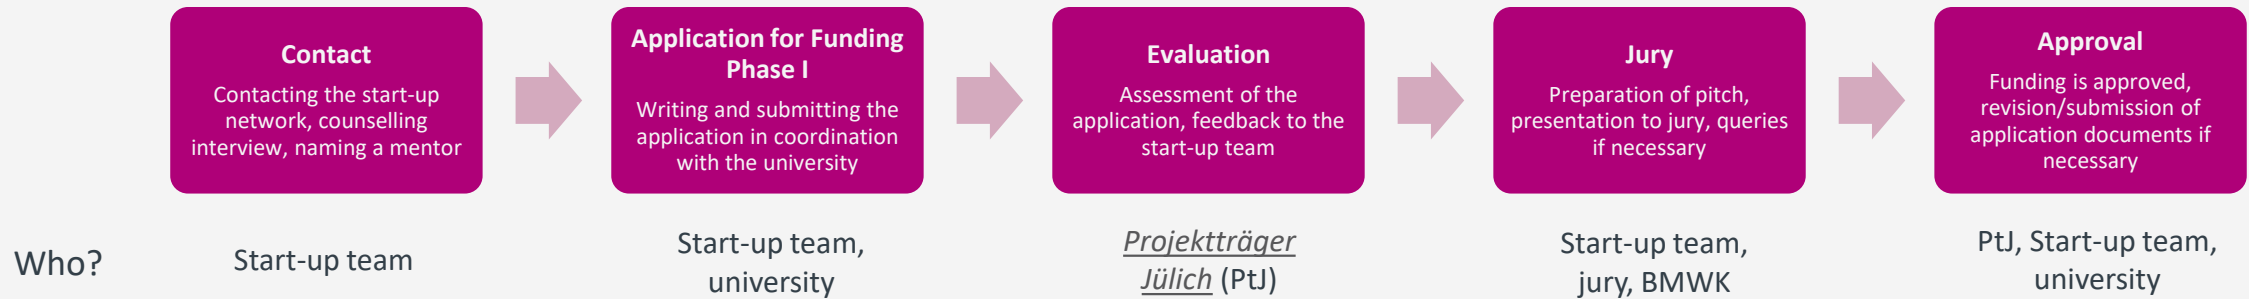 Contact
Contacting the start-up
network, counselling
interview, naming a mentor
Application for Funding
Phase I
Writing and submitting the
application in coordination
with the university
Evaluation
Assessment of the
application, feedback to the
start-up team
Jury
Preparation of pitch,
presentation to jury, queries
if necessary
Approval
Funding is approved,
revision/submission of
application documents if
necessary
Who?
Start-up team
Start-up team,
university
Projektträger
Jülich (PtJ)
Start-up team,
jury, BMWK
PtJ, Start-up team,
university